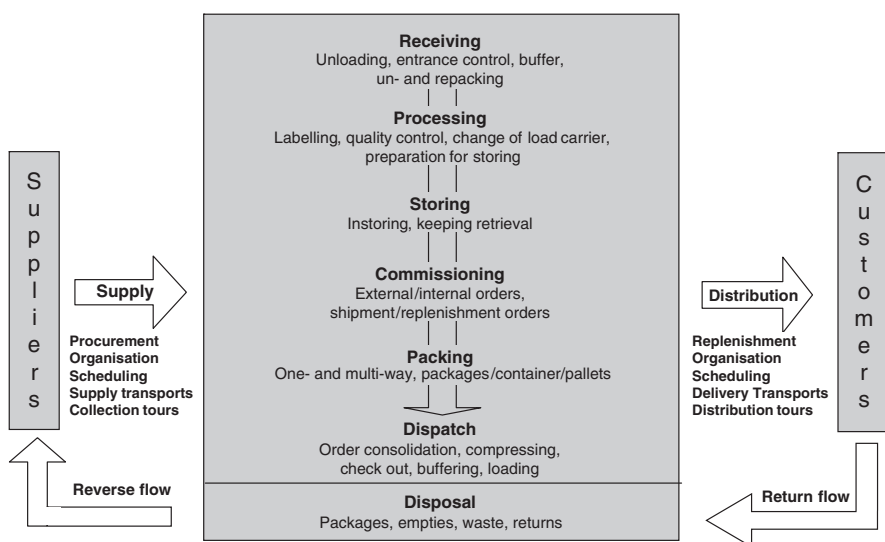 Receiving
Unloading, entrance control, buffer,
un- and repacking
Processing
Labelling, quality control, change of load carrier,
preparation for storing
Storing
Instoring, keeping retrieval
Commissioning
External/internal orders,
shipment/replenishment orders
Packing
One- and multi-way, packages/container/pallets
Dispatch
Order consolidation, compressing,
check out, buffering, loading
Disposal
Packages, empties, waste, returns
Suppliers
Supply
Procurement
Organisation
Scheduling
Supply transports
Collection tours
Reverse flow
Distribution
Replenishment
Organisation
Scheduling
Delivery Transports
Distribution tours
Return flow
Customers